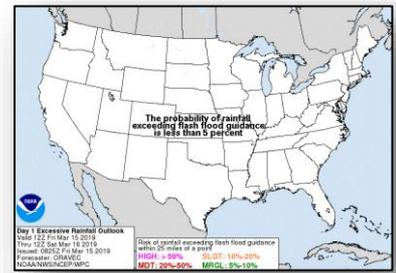 The probability of rainfall
exceeding flash flood guidance
is less than 5 percent
NOAA
Day 1 Excessive Rainfall Outlook
Valid 12Z Fri Mar 15 2019
Thru 12Z Sat Mar 16 2019
Issued: 0825Z Fri Mar 15 2019
Forecaster: ORAVEC
NOAA/NWS/NCEP/WPC
Risk of rainfall exceeding flash flood guidance
within 25 miles of a point
HIGH: > 50% SLGT: 10%-20%
MDT: 20%-50% MRGL: 5%-10%